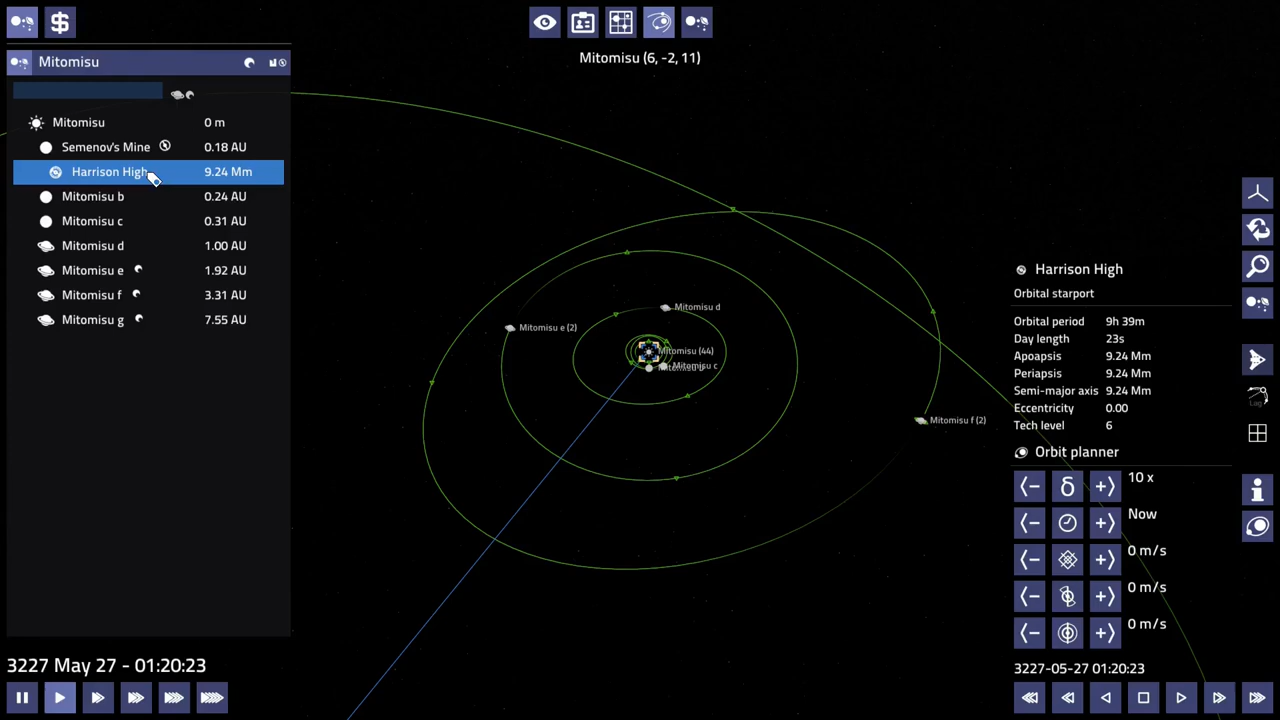 Mitomisu
Mitomisu (6, -2, 11)
Mitomisu 0 m
Semenov's Mine 0.18 AU
Harrison High 9.24 Mm
Mitomisu b 0.24 AU
Mitomisu c 0.31 AU
Mitomisu d 1.00 AU
Mitomisu e 1.92 AU
Mitomisu f 3.31 AU
Mitomisu g 7.55 AU
Mitomisu d
Mitomisu e (2)
Mitomisu (44)
Mitomisu c
Mitomisu f (2)
Harrison High
Orbital starport
Orbital period 9h 39m
Day length 23s
Apoapsis 9.24 Mm
Periapsis 9.24 Mm
Semi-major axis 9.24 Mm
Eccentricity 0.00
Tech level 6
Lag
Orbit planner
10 x
Now
0 m/s
0 m/s
0 m/s
3227 May 27 - 01:20:23
3227-05-27 01:20:23